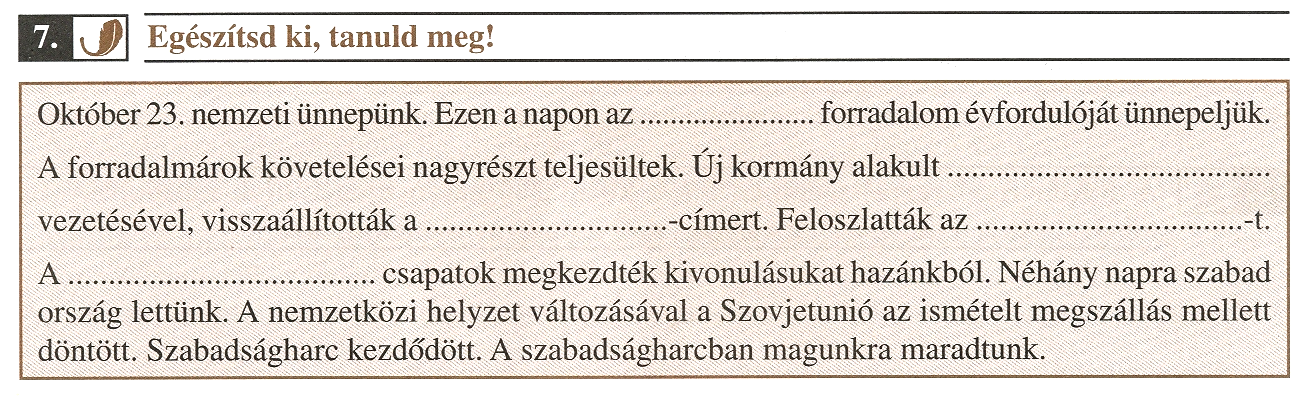 7. Egészítsd ki, tanuld meg!
Október 23. nemzeti ünnepünk. Ezen a napon az ....................... forradalom évfordulóját ünnepeljük.
A forradalmárok követelései nagyrészt teljesültek. Új kormány alakult ..........................................
vezetésével, visszaállították a ...............................-címert. Feloszlatták az ...................................-t.
A ........................................ csapatok megkezdték kivonulásukat hazánkból. Néhány napra szabad
ország lettünk. A nemzetközi helyzet változásával a Szovjetunió az ismételt megszállás mellett
döntött. Szabadságharc kezdődött. A szabadságharcban magunkra maradtunk.